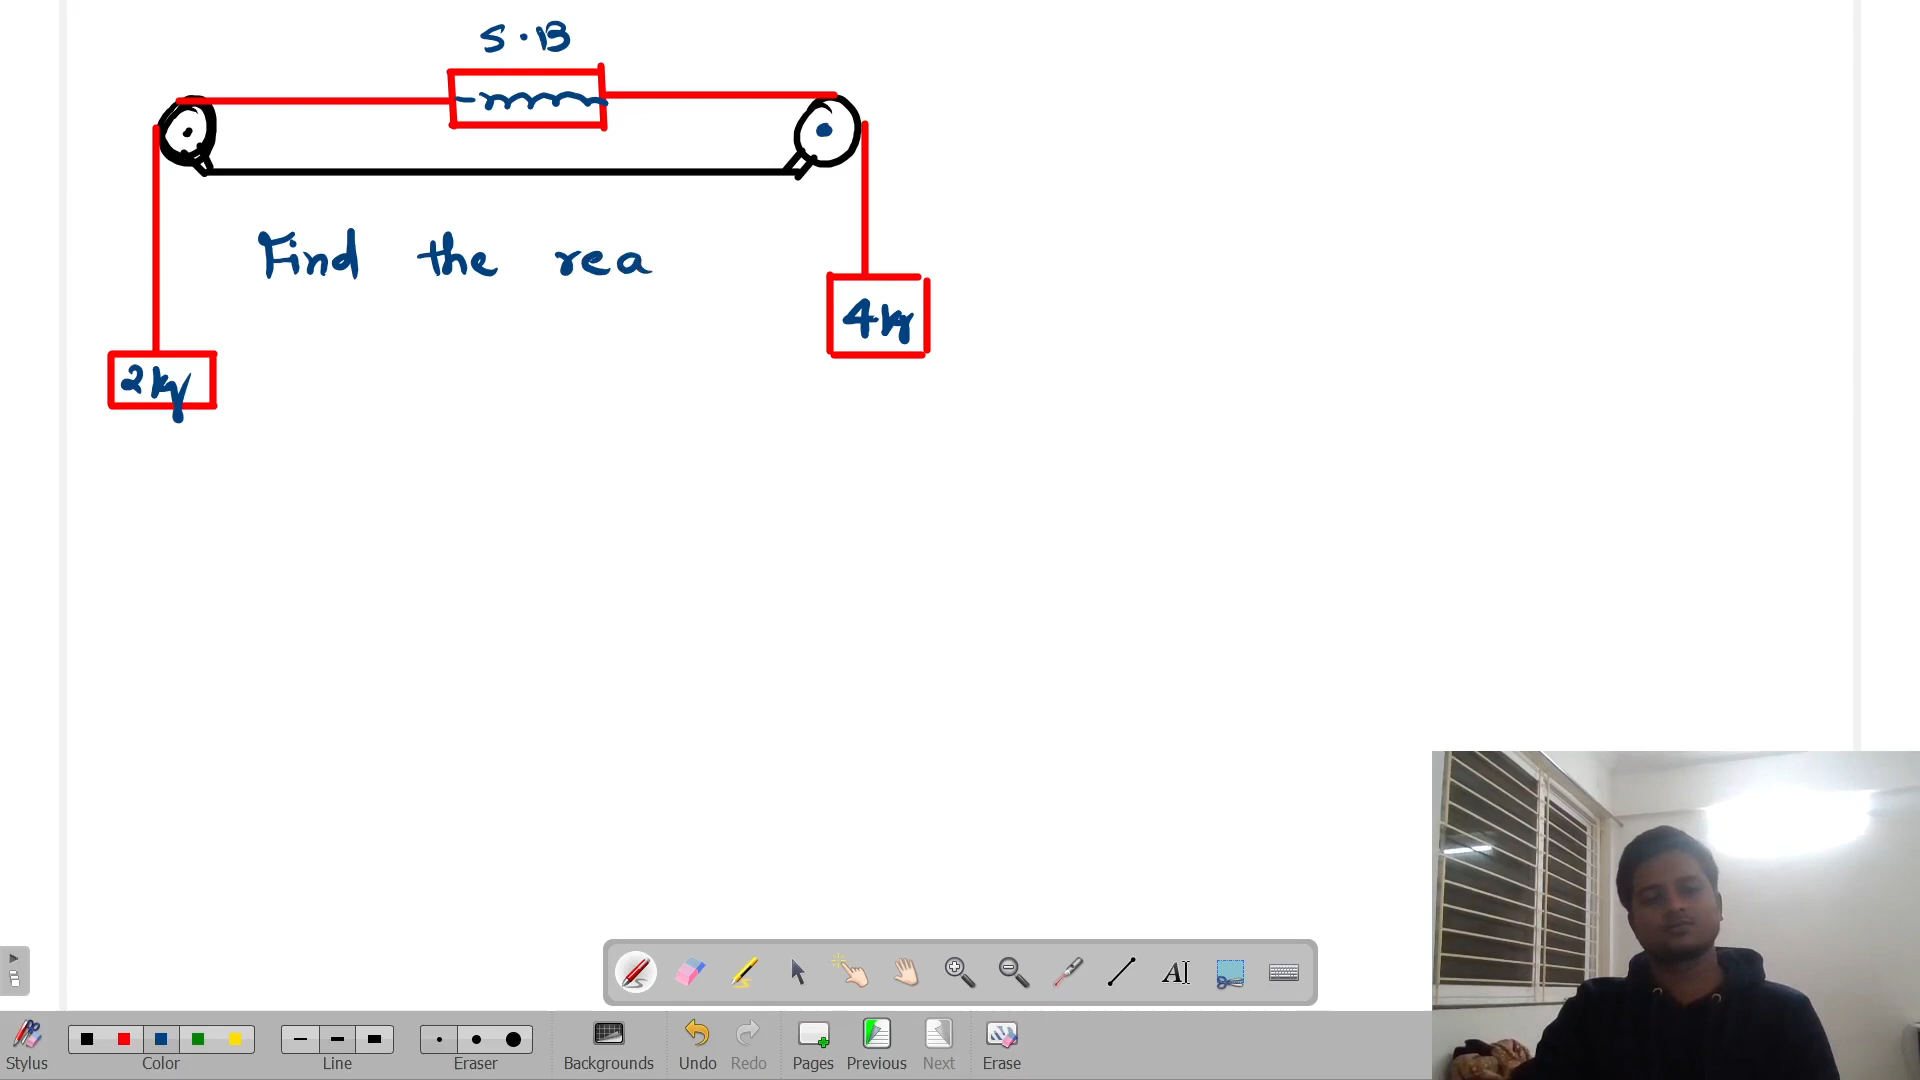 S.B
Find the rea
4kg
2kg
Stylus
Color
Line
Eraser
Backgrounds
Undo
Redo
Pages
Previous
Next
Erase